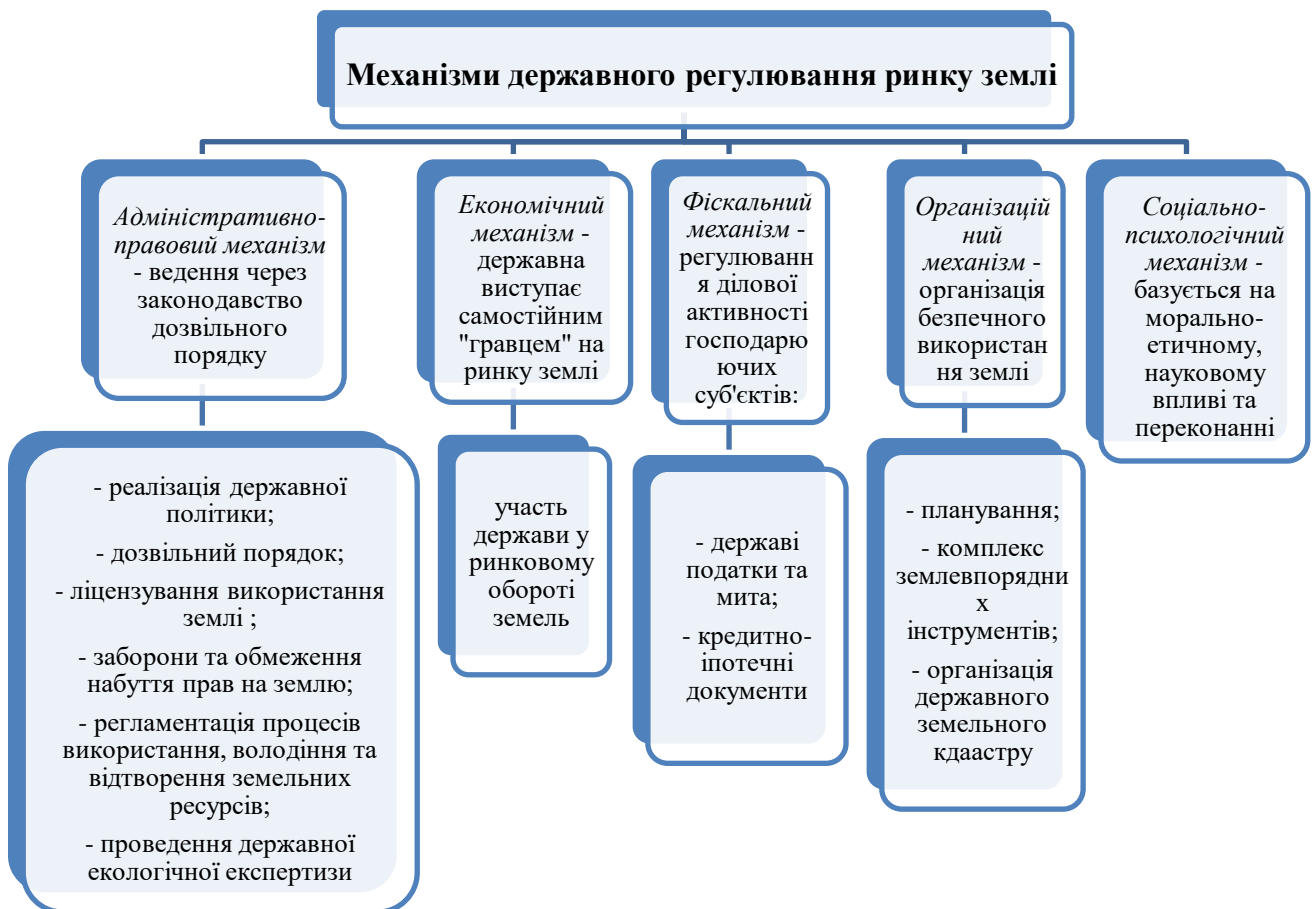 Механізми державного регулювання ринку землі
Адміністративно-
правовий механізм
- ведення через
законодавство
дозвільного
порядку
Економічний
механізм -
державна
виступає
самостійним
"гравцем" на
ринку землі
Фіскальний
механізм -
регулюванн
я ділової
активності
господарю
ючих
суб'єктів:
Організацій
ний
механізм -
організація
безпечного
використан
ня землі
Соціально-
психологічний
механізм -
базується на
морально-
етичному,
науковому
впливі та
переконанні
- реалізація державної
політики;
- дозвільний порядок;
- ліцензування використання
землі ;
- заборони та обмеження
набуття прав на землю;
- регламентація процесів
використання, володіння та
відтворення земельних
ресурсів;
- проведення державної
екологічної експертизи
участь
держави у
ринковому
обороті
земель
- державі
податки та
мита;
- кредитно-
іпотечні
документи
- планування;
- комплекс
землевпорядни
х
інструментів;
- організація
державного
земельного
кдаастру